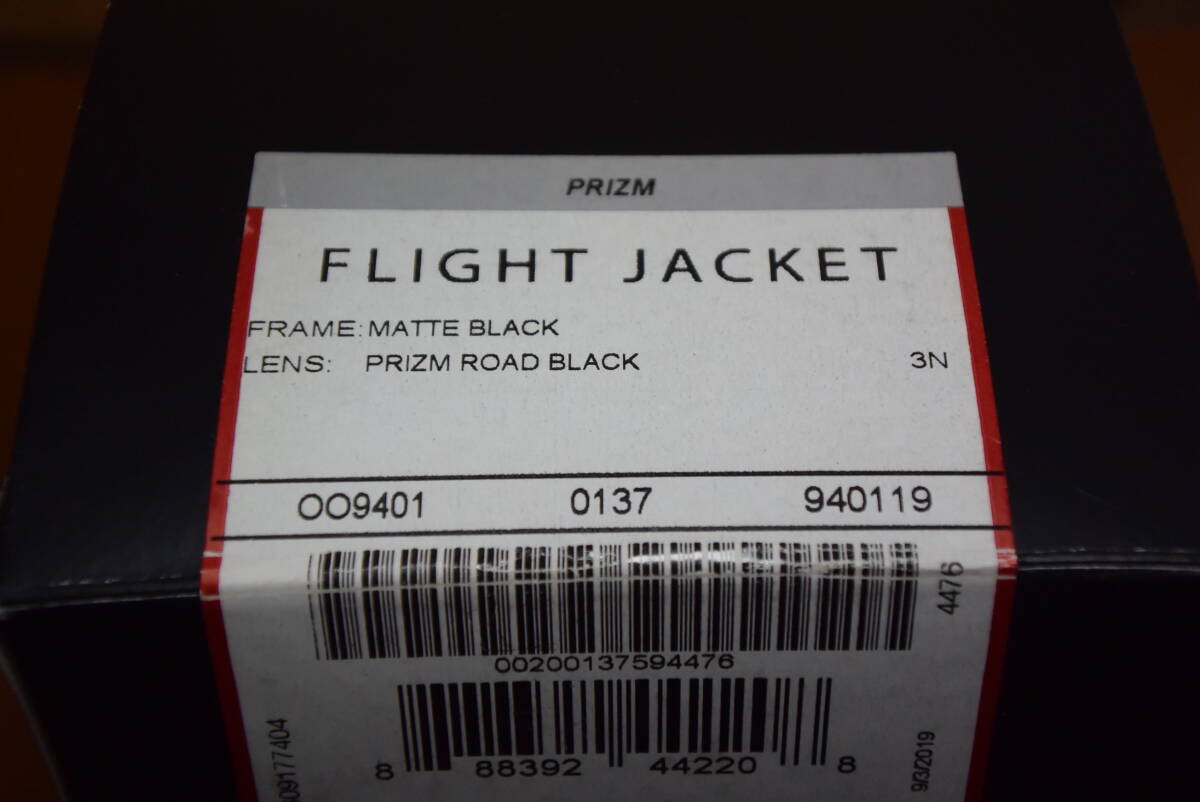 PRIZM
FLIGHT JACKET
FRAME: MATTE BLACK
LENS: PRIZM ROAD BLACK 3N
OO9401 0137 940119
4476
00200137594476
09177404
8 88392 44220 8
9/3/2019